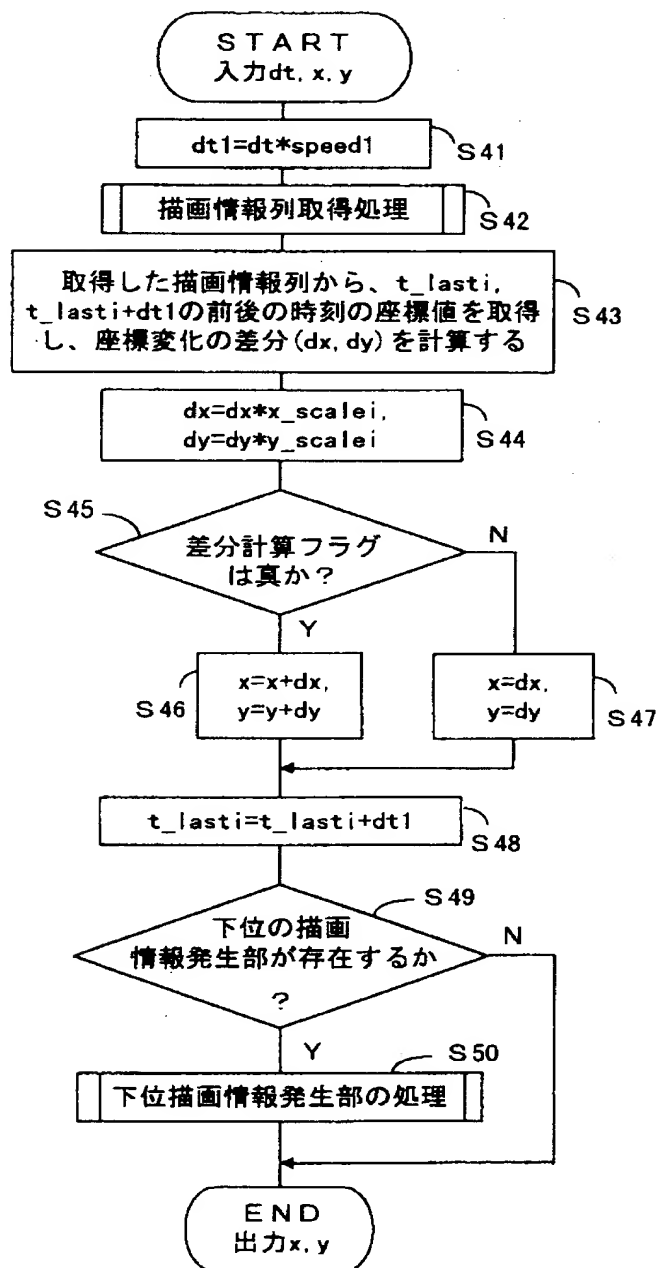 START
入力dt, x, y
dt1=dt*speed1
S41
描画情報列取得処理
S42
取得した描画情報列から、t_lasti,
t_lasti+dt1の前後の時刻の座標値を取得
し、座標変化の差分(dx, dy)を計算する
S43
dx=dx*x_scalei,
dy=dy*y_scalei
S44
S45
差分計算フラグ
は真か？
N
Y
x=x+dx,
y=y+dy
S46
x=dx,
y=dy
S47
t_lasti=t_lasti+dt1
S48
S49
下位の描画
情報発生部が存在するか
？
N
Y
S50
下位描画情報発生部の処理
END
出力x, y